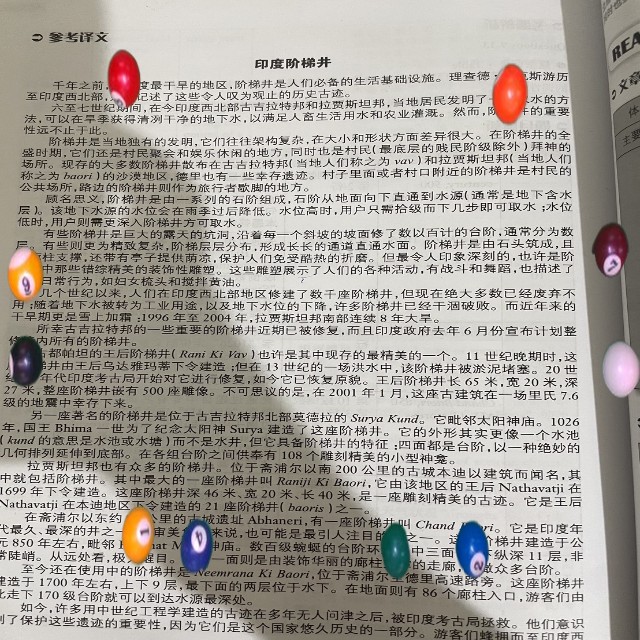 参考译文
印度阶梯井
千年之前,度最干旱的地区,阶梯井是人们必备的生活基础设施。理查德·克斯游历
至印度西北部,记述了这些令人叹为观止的历史古迹。
六至七世纪期间,在今印度西北部古吉拉特邦和拉贾斯坦邦,当地居民发明了水的方
法,可以在旱季获得清冽干净的地下水,以满足人畜生活用水和农业灌溉。然而,阶的重要
性远不止于此。
阶梯井是当地独有的发明,它们往往架构复杂,在大小和形状方面差异很大。在阶梯井的全
盛时期,它们还是村民聚会和娱乐休闲的地方,同时也是村民(最底层的贱民阶级除外)拜神的
场所。现存的大多数阶梯井散布在古吉拉特邦(当地人们称之为 vav)和拉贾斯坦邦(当地人们
称之为 baori)的沙漠地区,德里也有一些幸存遗迹。村子里面或者村口附近的阶梯井是村民的
公共场所,路边的阶梯井则作为旅行者歇脚的地方。
顾名思义,阶梯井是由一系列的石阶组成,石阶从地面向下直通到水源(通常是地下含水
层)。该地下水源的水位会在雨季过后降低。水位高时,用户只需拾级而下几步即可取水;水位
低时,用户则需更深入阶梯井方可取水。
阶梯井是巨大的露天的坑洞,沿着每一个斜坡的坡面修了数以百计的台阶,通常分为数
层。有些则更为精致复杂,阶梯层层分布,形成长长的通道直通水面。阶梯井是由石头筑成,且
柱支撑,还带有亭子提供荫凉,保护人们免受酷热的折磨。但最令人印象深刻的,也许是阶
中那些错综精美的装饰性雕塑。这些雕塑展示了人们的各种活动,有战斗和舞蹈,也描述了
日常行为,如妇女梳头和搅拌黄油。
几个世纪以来,人们在印度西北部地区修建了数千座阶梯井,但现在绝大多数已经废弃不
用;随着地下水被转为工业用途,以及地下水位的下降,许多阶梯井已经干涸破败。而近年来的
干旱期更是雪上加霜;1996 年至 2004 年,拉贾斯坦邦南部连续 8 年大旱。
所幸古吉拉特邦的一些重要的阶梯井近期已被修复,而且印度政府去年 6 月份宣布计划整
修内所有的阶梯井。
都帕坦的王后阶梯井(Rani Ki Vav)也许是其中现存的最精美的一个。11 世纪晚期时,这
梯井由王后乌达雅玛蒂下令建造;但在 13 世纪的一场洪水中,该阶梯井被淤泥堵塞。20 世
年代印度考古局开始对它进行修复,如今它已恢复原貌。王后阶梯井长 65 米,宽 20 米,深
27 米,整座阶梯井嵌有 500 座雕像。不可思议的是,在 2001 年 1 月,这座古建筑在一场里氏 7.6
级的地震中幸存下来。
另一座著名的阶梯井是位于古吉拉特邦北部莫德拉的 Surya Kund。它毗邻太阳神庙。1026
年,国王 Bhima 一世为了纪念太阳神 Surya 建造了这座阶梯井。它的外形其实更像一个水池
(kund 的意思是水池或水塘)而不是水井,但它具备阶梯井的特征:四面都是台阶,以一种绝妙的
几何排列延伸到底部。在各组台阶之间供奉有 108 个雕刻精美的小型神龛。
拉贾斯坦邦也有众多的阶梯井。位于斋浦尔以南 200 公里的古城本迪以建筑而闻名,其
中就包括阶梯井。其中最大的一座阶梯井叫 Raniji Ki Baori,它由该地区的王后 Nathavatji 在
1699 年下令建造。这座阶梯井深 46 米,宽 20 米、长 40 米,是一座雕刻精美的古迹。它是王后
Nathavatji 在本迪地区下令建造的 21 座阶梯井(baoris)之一。
在斋浦尔以东约公里的古城遗址 Abhaneri,有一座阶梯井叫 Chand ri。它是印度年
代最久、最深的井之一审美来说,也可能是最引人注目的之一。这座阶梯井建造于公
元 850 年左右,毗邻 at M神庙。数百级蜿蜒的台阶环中三面下纵深 11 层,非
常陡峭。从远处看,极醒目。一面则是由装饰华丽的廊柱的走廊,做众多台阶。
至今还在使用中的阶梯井是 Neemrana Ki Baori,位于斋浦尔至德里高速路旁。这座阶梯井
建造于 1700 年左右,上下 9 层,最下面的两层位于水下。在地面则有 86 个廊柱入口,游客们由
此走下 170 级台阶就可以到达水源最深处。
如今,许多用中世纪工程学建造的古迹在多年无人问津之后,被印度考古局拯救。他们意识
到了保护这些遗迹的重要性,因为它们是这个国家悠久历史的一部分。游客们蜂拥而至印度西
REA
文章
体
主要